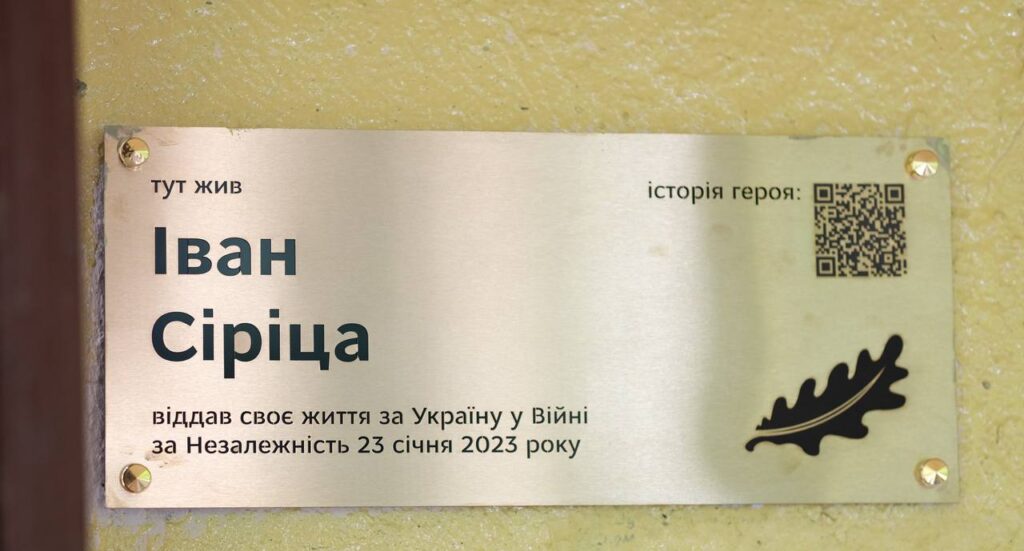 тут жив
Іван
Сіріца
віддав своє життя за Україну у Війні
за Незалежність 23 січня 2023 року
історія героя: